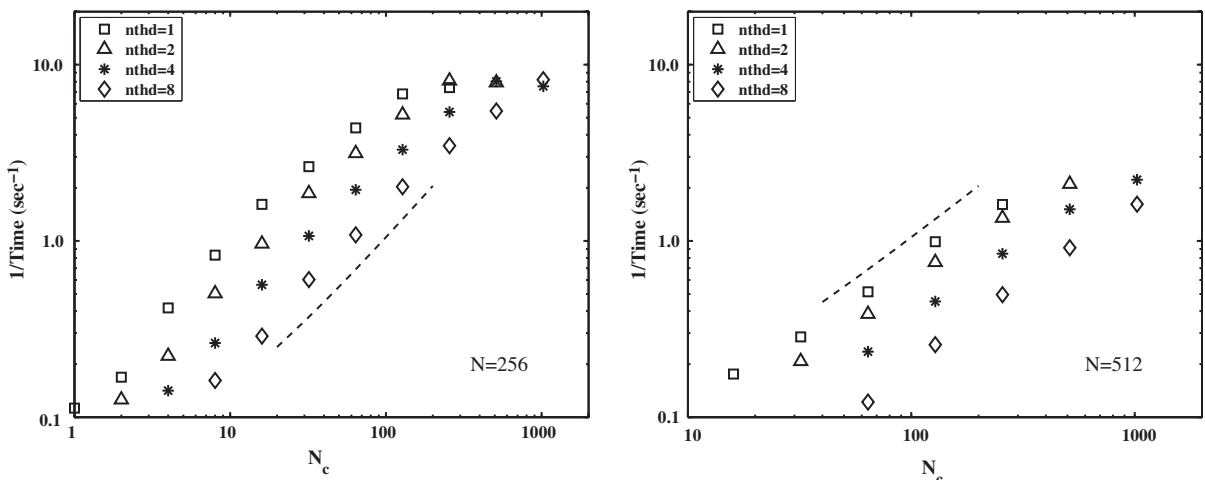 nthd=1
nthd=2
nthd=4
nthd=8
10.0
1.0
0.1
1/Time (sec⁻¹)
N=256
1
10
100
1000
N_c
nthd=1
nthd=2
nthd=4
nthd=8
10.0
1.0
0.1
1/Time (sec⁻¹)
N=512
10
100
1000
N_c